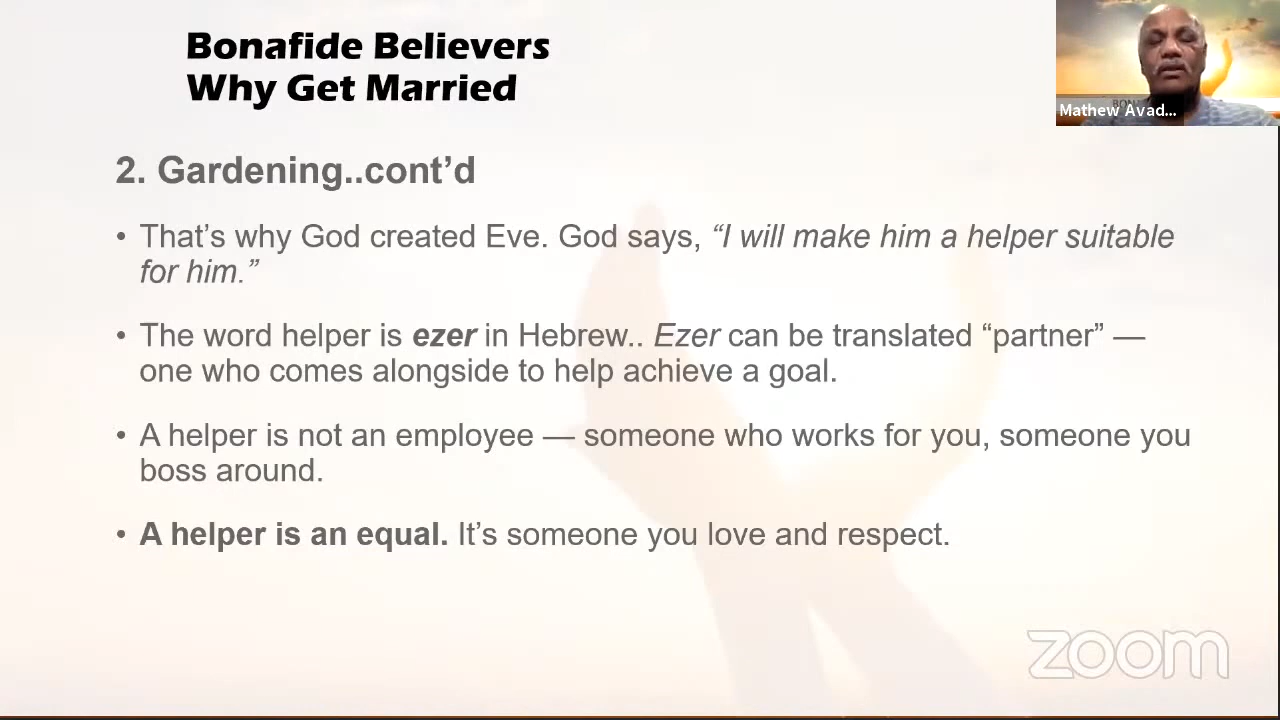 Bonafide Believers
Why Get Married
Mathew Avad...
2. Gardening..cont’d
• That’s why God created Eve. God says, “I will make him a helper suitable
for him.”
• The word helper is ezer in Hebrew.. Ezer can be translated “partner” —
one who comes alongside to help achieve a goal.
• A helper is not an employee — someone who works for you, someone you
boss around.
• A helper is an equal. It’s someone you love and respect.
zoom